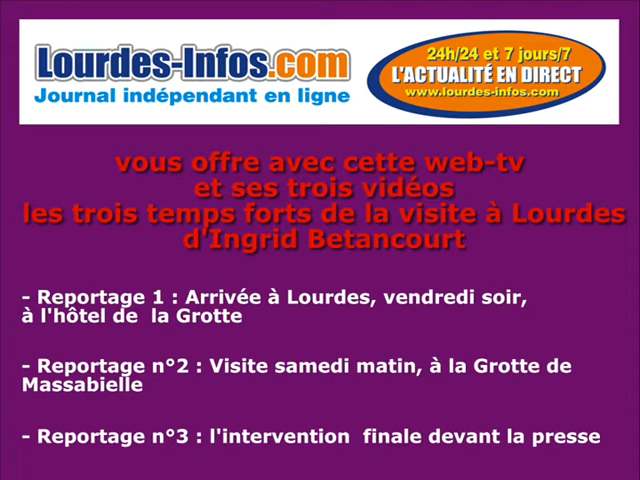 Lourdes-Infos.com
Journal indépendant en ligne
24h/24 et 7 jours/7
L'ACTUALITÉ EN DIRECT
www.lourdes-infos.com
vous offre avec cette web-tv
et ses trois vidéos
les trois temps forts de la visite à Lourdes
d'Ingrid Betancourt
- Reportage 1 : Arrivée à Lourdes, vendredi soir,
à l'hôtel de la Grotte
- Reportage n°2 : Visite samedi matin, à la Grotte de
Massabielle
- Reportage n°3 : l'intervention finale devant la presse